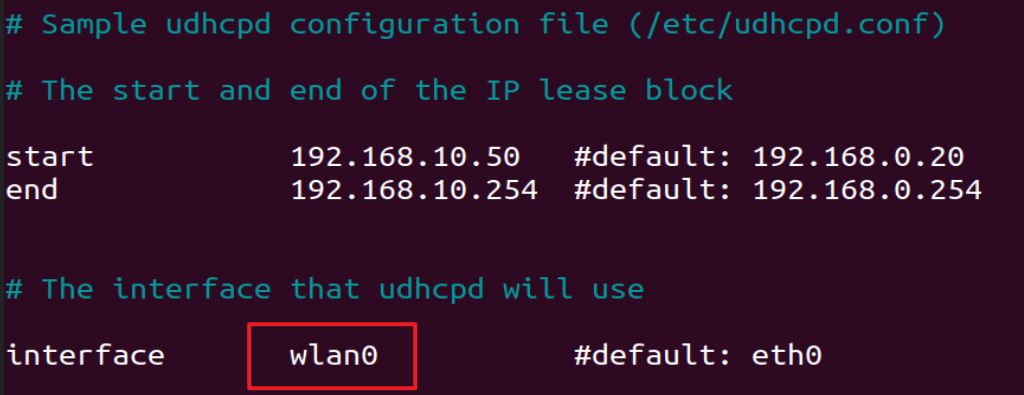 # Sample udhcpd configuration file (/etc/udhcpd.conf)
# The start and end of the IP lease block
start 192.168.10.50 #default: 192.168.0.20
end 192.168.10.254 #default: 192.168.0.254
# The interface that udhcpd will use
interface wlan0 #default: eth0